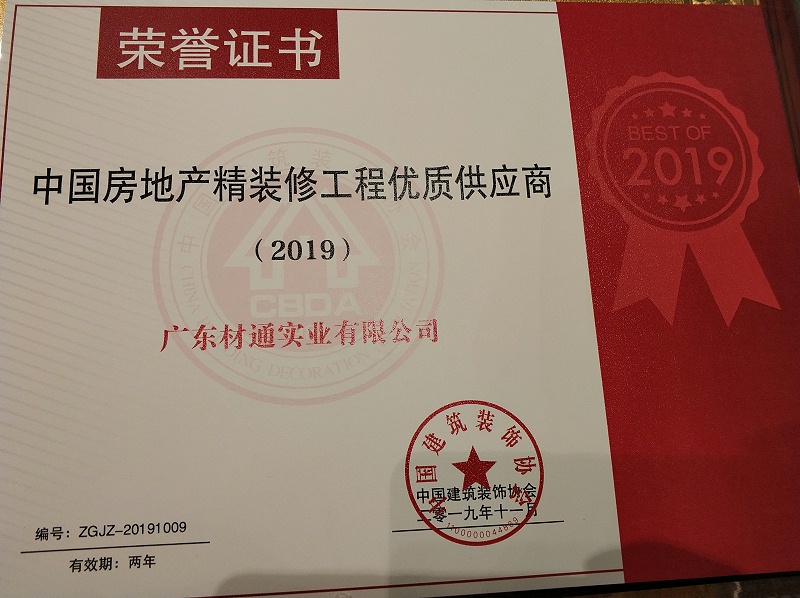 荣誉证书
BEST OF
2019
中国房地产精装修工程优质供应商
（2019）
CBDA
广东材通实业有限公司
中国建筑装饰协会
中国建筑装饰协会
二零一九年十一月
编号：ZGJZ-20191009
有效期：两年